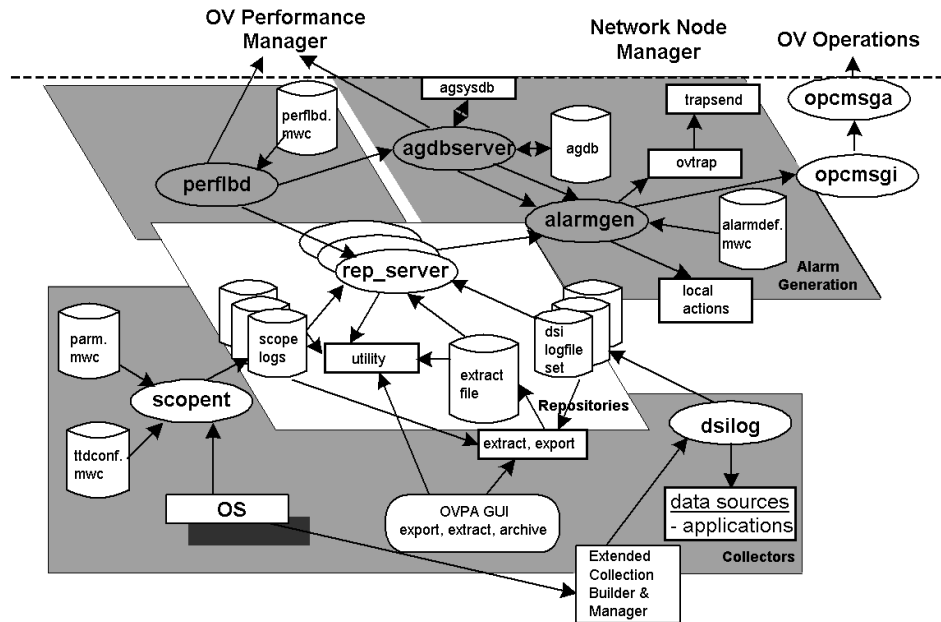 OV Performance
Manager
Network Node
Manager
OV Operations
agsysdb
trapsend
opcmsga
perflbd.
mwc
agdbserver
agdb
ovtrap
opcmsgi
perflbd
alarmgen
alarmdef.
mwc
rep_server
Alarm
Generation
local
actions
parm.
mwc
scope
logs
utility
extract
file
dsi
logfile
set
Repositories
scopent
dsilog
ttdconf.
mwc
extract, export
OS
OVPA GUI
export, extract, archive
data sources
- applications
Collectors
Extended
Collection
Builder &
Manager